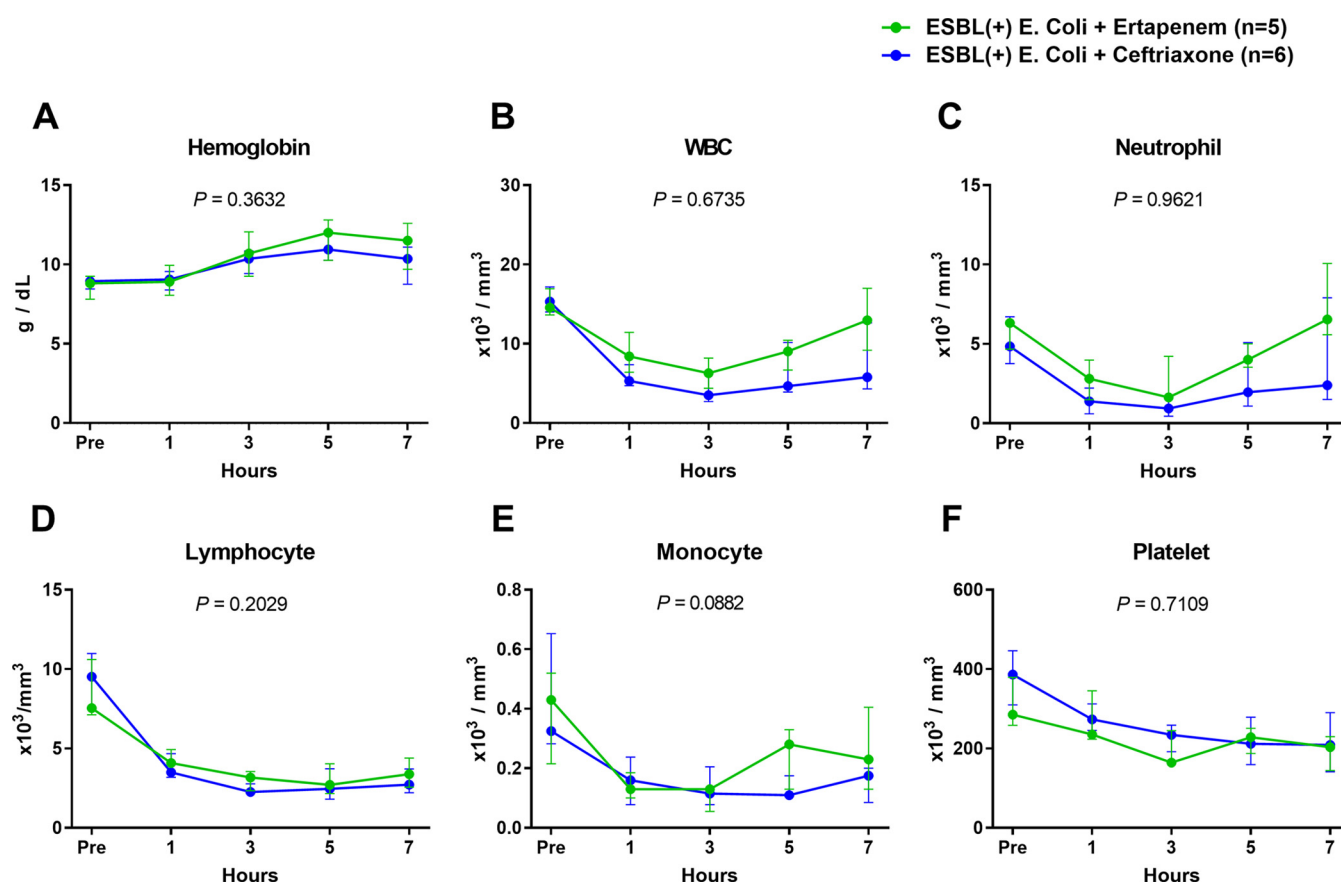 ESBL(+) E. Coli + Ertapenem (n=5)
ESBL(+) E. Coli + Ceftriaxone (n=6)
A
Hemoglobin
P = 0.3632
g / dL
15
10
5
0
Pre 1 3 5 7
Hours
B
WBC
P = 0.6735
x10³ / mm³
30
20
10
0
Pre 1 3 5 7
Hours
C
Neutrophil
P = 0.9621
x10³ / mm³
15
10
5
0
Pre 1 3 5 7
Hours
D
Lymphocyte
P = 0.2029
x10³/mm³
15
10
5
0
Pre 1 3 5 7
Hours
E
Monocyte
P = 0.0882
x10³ / mm³
0.8
0.6
0.4
0.2
0.0
Pre 1 3 5 7
Hours
F
Platelet
P = 0.7109
x10³ / mm³
600
400
200
0
Pre 1 3 5 7
Hours